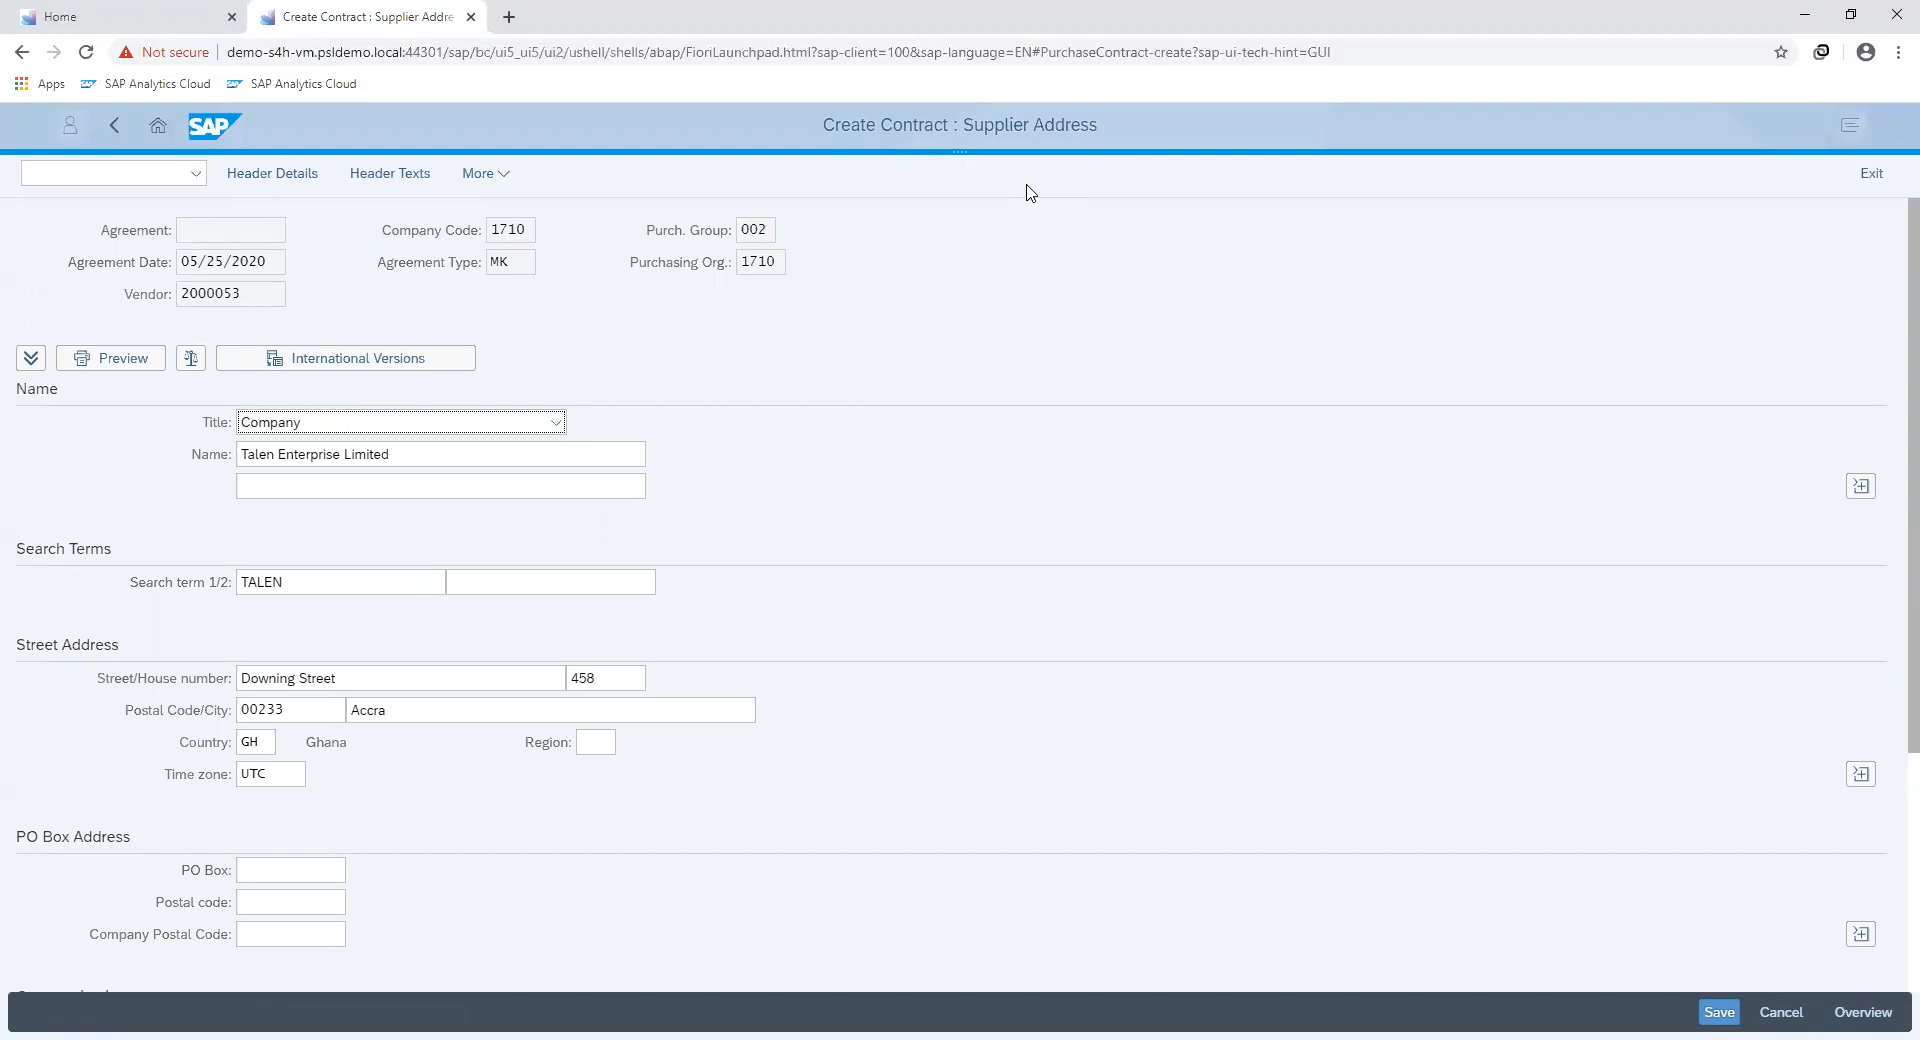 Home
Create Contract : Supplier Addre
Not secure
demo-s4h-vm.psldemo.local:44301/sap/bc/ui5_ui5/ui2/ushell/shells/abap/FioriLaunchpad.html?sap-client=100&sap-language=EN#PurchaseContract-create?sap-ui-tech-hint=GUI
Apps SAP Analytics Cloud SAP Analytics Cloud
SAP
Create Contract : Supplier Address
Header Details Header Texts More Exit
Agreement: Company Code: 1710 Purch. Group: 002
Agreement Date: 05/25/2020 Agreement Type: MK Purchasing Org.: 1710
Vendor: 2000053
Preview International Versions
Name
Title: Company
Name: Talen Enterprise Limited
Search Terms
Search term 1/2: TALEN
Street Address
Street/House number: Downing Street 458
Postal Code/City: 00233 Accra
Country: GH Ghana Region:
Time zone: UTC
PO Box Address
PO Box:
Postal code:
Company Postal Code:
Save Cancel Overview